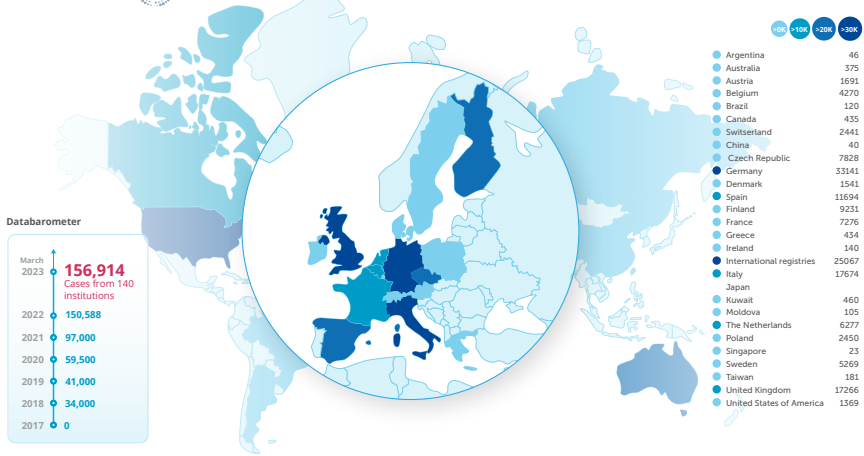 >0K >10K >20K >30K
Argentina 46
Australia 375
Austria 1691
Belgium 4270
Brazil 120
Canada 435
Switserland 2441
China 40
Czech Republic 7828
Germany 33141
Denmark 1541
Spain 11694
Finland 9231
France 7276
Greece 434
Ireland 140
International registries 25067
Italy 17674
Japan
Kuwait 460
Moldova 105
The Netherlands 6277
Poland 2450
Singapore 23
Sweden 5269
Taiwan 181
United Kingdom 17266
United States of America 1369
Databarometer
March
2023 156,914
Cases from 140
institutions
2022 150,588
2021 97,000
2020 59,500
2019 41,000
2018 34,000
2017 0